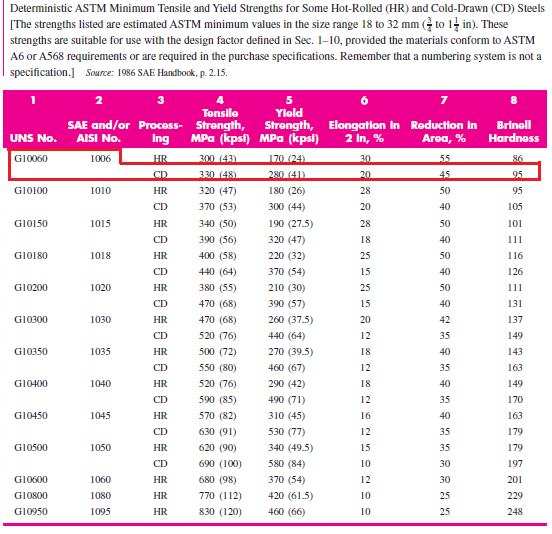 Deterministic ASTM Minimum Tensile and Yield Strengths for Some Hot-Rolled (HR) and Cold-Drawn (CD) Steels
[The strengths listed are estimated ASTM minimum values in the size range 18 to 32 mm (3/4 to 1 1/4 in). These
strengths are suitable for use with the design factor defined in Sec. 1–10, provided the materials conform to ASTM
A6 or A568 requirements or are required in the purchase specifications. Remember that a numbering system is not a
specification.] Source: 1986 SAE Handbook, p. 2.15.
1 2 3 4 5 6 7 8
Tensile Yield
SAE and/or Process- Strength, Strength, Elongation in Reduction in Brinell
UNS No. AISI No. ing MPa (kpsi) MPa (kpsi) 2 in, % Area, % Hardness
G10060 1006 HR 300 (43) 170 (24) 30 55 86
CD 330 (48) 280 (41) 20 45 95
G10100 1010 HR 320 (47) 180 (26) 28 50 95
CD 370 (53) 300 (44) 20 40 105
G10150 1015 HR 340 (50) 190 (27.5) 28 50 101
CD 390 (56) 320 (47) 18 40 111
G10180 1018 HR 400 (58) 220 (32) 25 50 116
CD 440 (64) 370 (54) 15 40 126
G10200 1020 HR 380 (55) 210 (30) 25 50 111
CD 470 (68) 390 (57) 15 40 131
G10300 1030 HR 470 (68) 260 (37.5) 20 42 137
CD 520 (76) 440 (64) 12 35 149
G10350 1035 HR 500 (72) 270 (39.5) 18 40 143
CD 550 (80) 460 (67) 12 35 163
G10400 1040 HR 520 (76) 290 (42) 18 40 149
CD 590 (85) 490 (71) 12 35 170
G10450 1045 HR 570 (82) 310 (45) 16 40 163
CD 630 (91) 530 (77) 12 35 179
G10500 1050 HR 620 (90) 340 (49.5) 15 35 179
CD 690 (100) 580 (84) 10 30 197
G10600 1060 HR 680 (98) 370 (54) 12 30 201
G10800 1080 HR 770 (112) 420 (61.5) 10 25 229
G10950 1095 HR 830 (120) 460 (66) 10 25 248